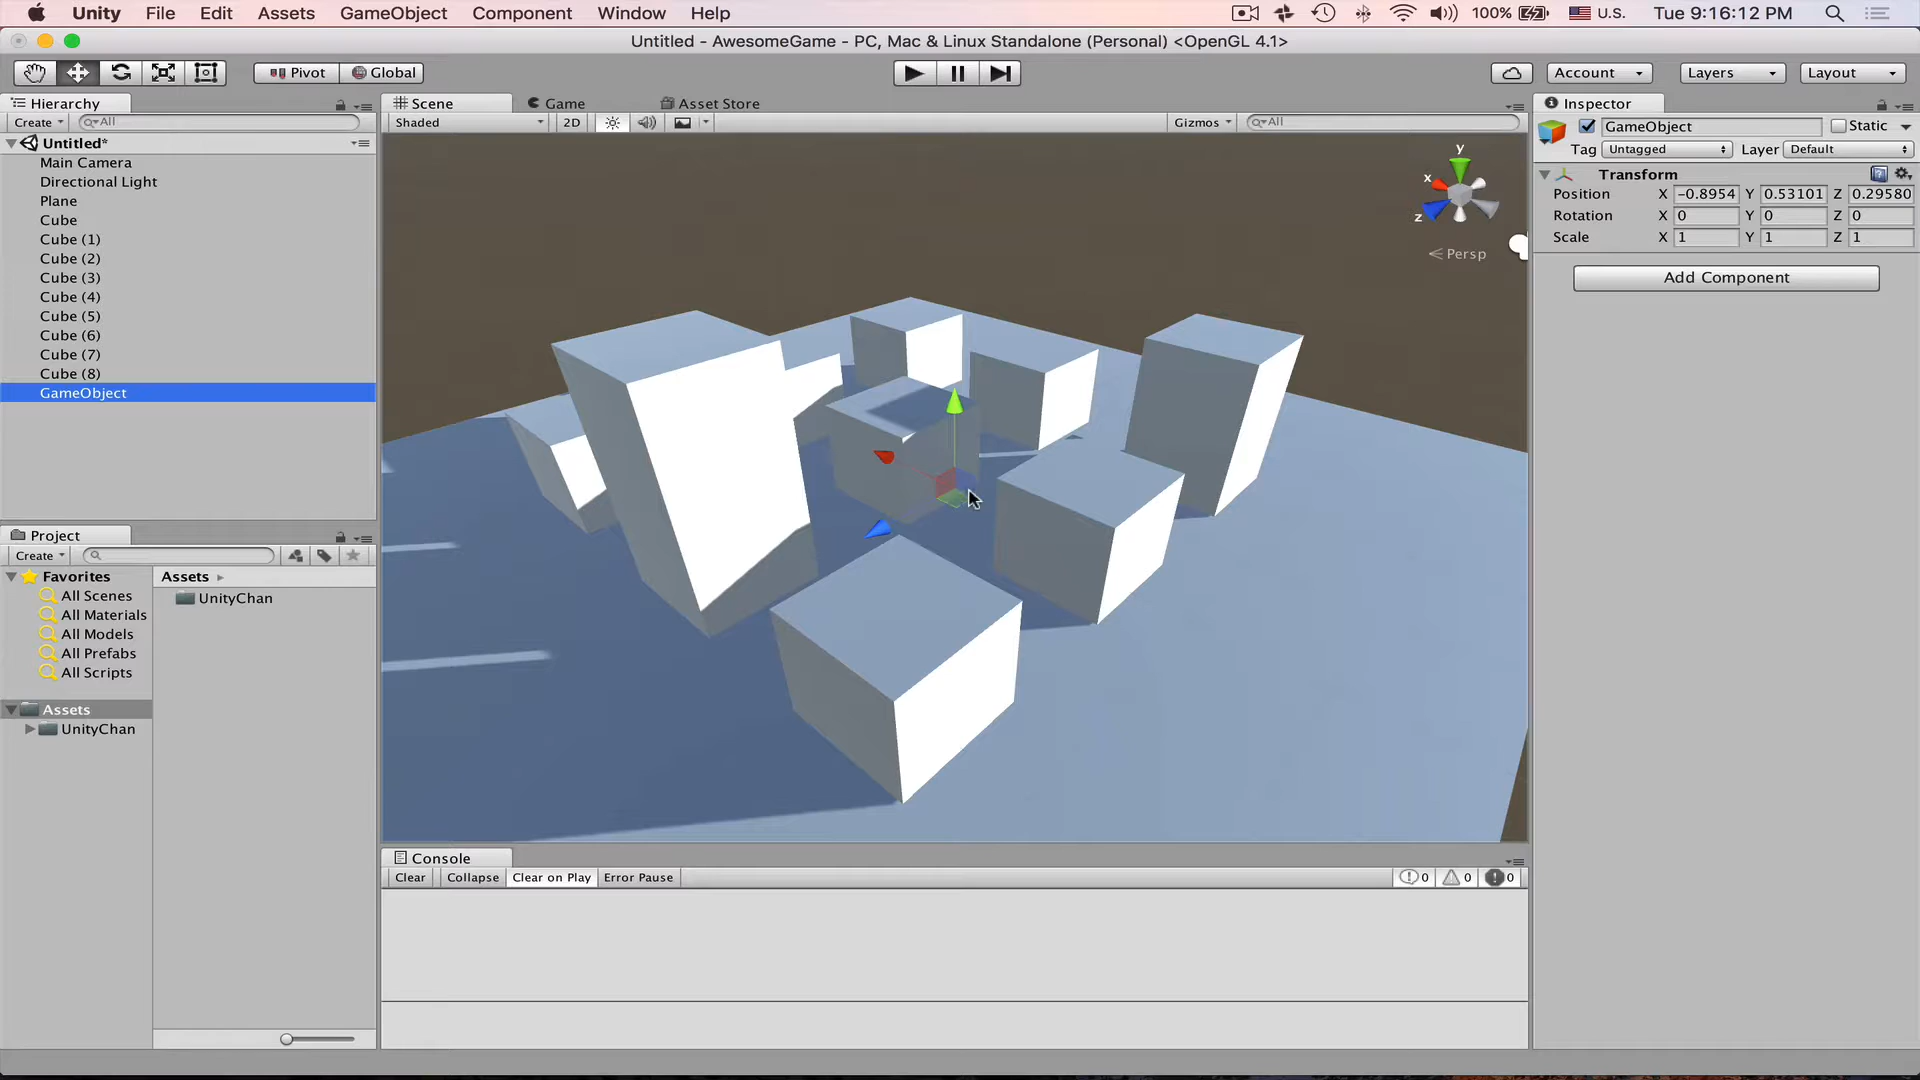 Unity File Edit Assets GameObject Component Window Help 100% U.S. Tue 9:16:12 PM
Untitled - AwesomeGame - PC, Mac & Linux Standalone (Personal) <OpenGL 4.1>
Pivot Global Account Layers Layout
Hierarchy
Create All
Untitled*
Main Camera
Directional Light
Plane
Cube
Cube (1)
Cube (2)
Cube (3)
Cube (4)
Cube (5)
Cube (6)
Cube (7)
Cube (8)
GameObject
Scene Game Asset Store
Shaded 2D Gizmos All
y
x
z
Persp
Inspector
GameObject Static
Tag Untagged Layer Default
Transform
Position X -0.8954 Y 0.53101 Z 0.29580
Rotation X 0 Y 0 Z 0
Scale X 1 Y 1 Z 1
Add Component
Project
Create
Favorites
All Scenes
All Materials
All Models
All Prefabs
All Scripts
Assets
UnityChan
Assets
UnityChan
Console
Clear Collapse Clear on Play Error Pause 0 0 0